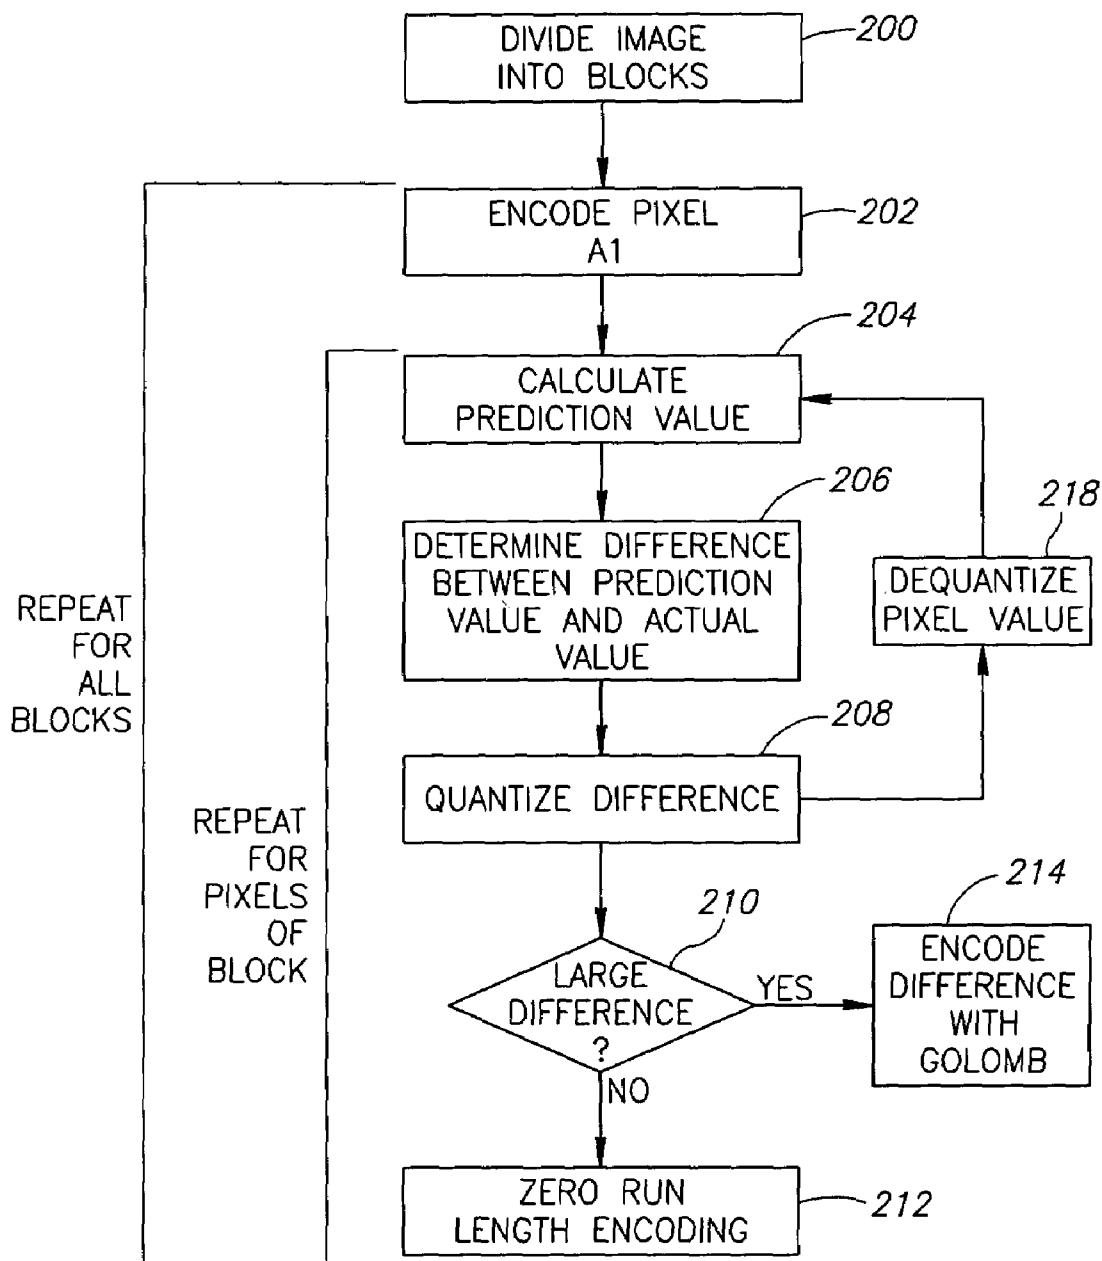 DIVIDE IMAGE
INTO BLOCKS
200
ENCODE PIXEL
A1
202
204
CALCULATE
PREDICTION VALUE
206
DETERMINE DIFFERENCE
BETWEEN PREDICTION
VALUE AND ACTUAL
VALUE
218
DEQUANTIZE
PIXEL VALUE
REPEAT
FOR
ALL
BLOCKS
208
QUANTIZE DIFFERENCE
REPEAT
FOR
PIXELS
OF
BLOCK
210
LARGE
DIFFERENCE
?
YES
NO
214
ENCODE
DIFFERENCE
WITH
GOLOMB
ZERO RUN
LENGTH ENCODING
212